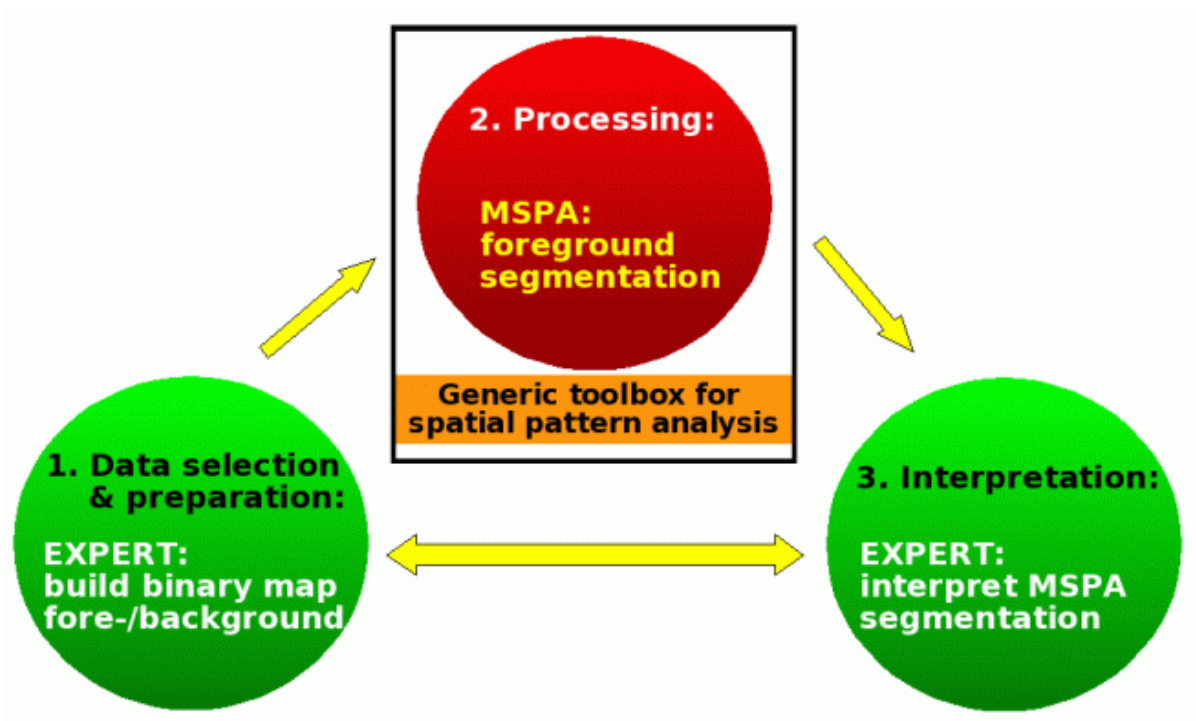 2. Processing:
MSPA:
foreground
segmentation
Generic toolbox for
spatial pattern analysis
1. Data selection
& preparation:
EXPERT:
build binary map
fore-/background
3. Interpretation:
EXPERT:
interpret MSPA
segmentation